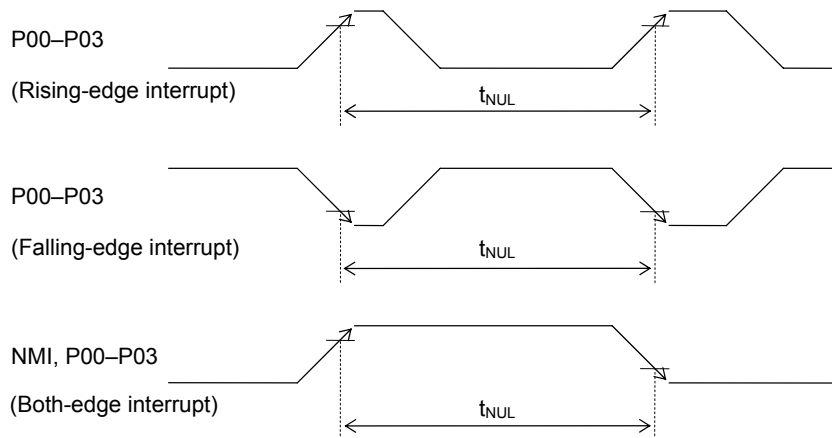 P00–P03
(Rising-edge interrupt)
tNUL
P00–P03
(Falling-edge interrupt)
tNUL
NMI, P00–P03
(Both-edge interrupt)
tNUL